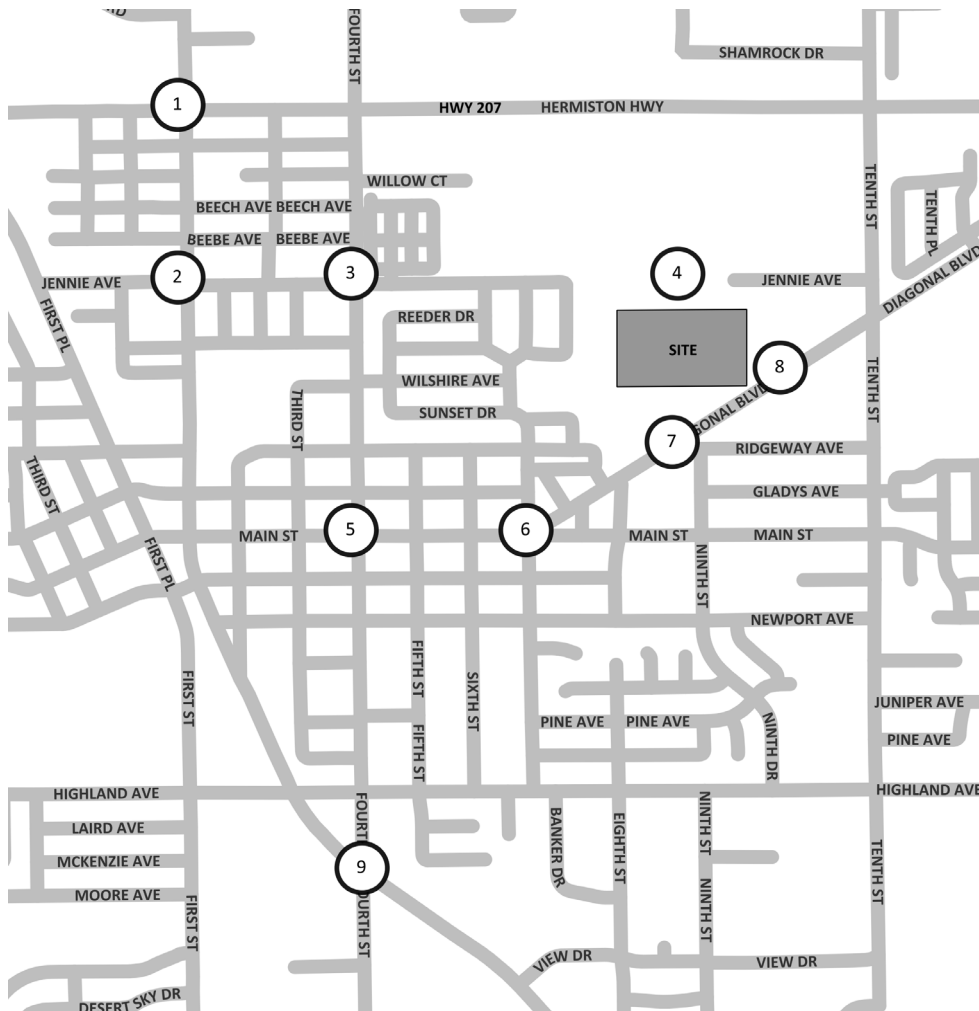 RD
FOURTH ST
SHAMROCK DR
1
HWY 207
HERMISTON HWY
WILLOW CT
TENTH ST
BEECH AVE
BEECH AVE
TENTH PL
BEEBE AVE
BEEBE AVE
JENNIE AVE
2
3
4
JENNIE AVE
DIAGONAL BLVD
FIRST PL
REEDER DR
SITE
8
WILSHIRE AVE
TENTH ST
THIRD ST
SUNSET DR
GONAL BLVD
7
RIDGEWAY AVE
THIRD ST
GLADYS AVE
MAIN ST
5
6
MAIN ST
MAIN ST
FIRST PL
NINTH ST
NEWPORT AVE
FIRST ST
FIFTH ST
SIXTH ST
JUNIPER AVE
PINE AVE
PINE AVE
NINTH DR
PINE AVE
FIFTH ST
HIGHLAND AVE
HIGHLAND AVE
FOURT
BANKER DR
EIGHTH ST
NINTH ST
LAIRD AVE
MCKENZIE AVE
9
TENTH ST
MOORE AVE
FIRST ST
OURTH ST
NINTH ST
VIEW DR
VIEW DR
DESERT SKY DR